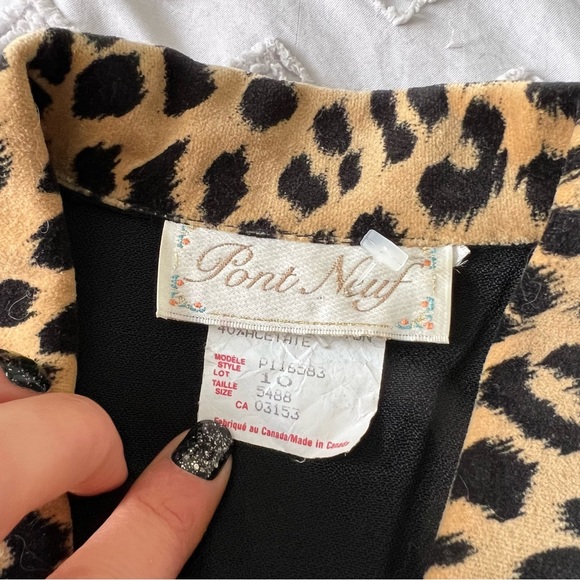 Pont Neuf
40%ACETATE
MODÈLE
STYLE P116583
LOT 10
TAILLE
SIZE 5488
CA 03153
Fabriqué au Canada/Made in Canada